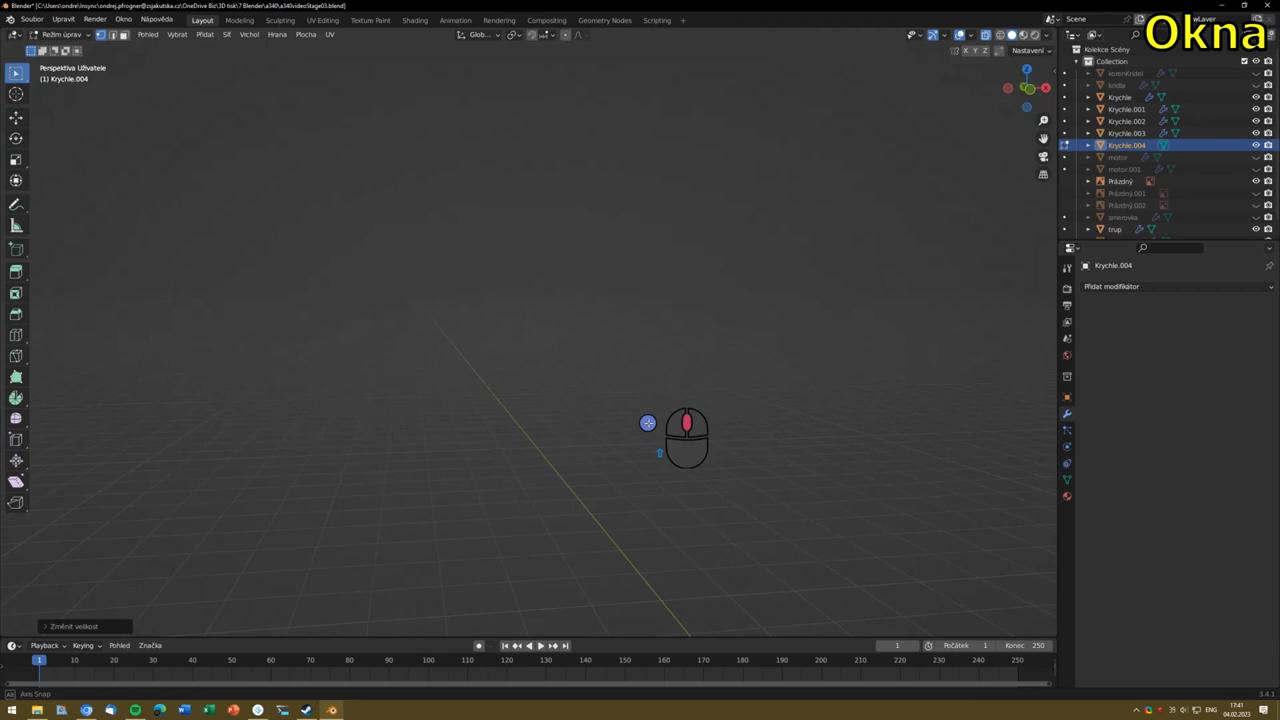 Blender* [C:\Users\ondre\Insync\ondrej.pfrogner@zsjakutska.cz\OneDrive Biz\3D tisk\7 Blender\a340\a340videoStage03.blend]
Soubor Upravit Render Okno Nápověda Layout Modeling Sculpting UV Editing Texture Paint Shading Animation Rendering Compositing Geometry Nodes Scripting Scene
Okna
Režim úprav Pohled Vybrat Přidat Síť Vrchol Hrana Plocha UV Glob...
X Y Z Nastavení
Perspektiva Uživatele
(1) Krychle.004
Z
X
Kolekce Scény
Collection
korenKridel
kridla
Krychle
Krychle.001
Krychle.002
Krychle.003
Krychle.004
motor
motor.001
Prázdný
Prázdný.001
Prázdný.002
smerovka
trup
Krychle.004
Přidat modifikátor
Změnit velikost
Playback Keying Pohled Značka 1 Počátek 1 Konec 250
1 10 20 30 40 50 60 70 80 90 100 110 120 130 140 150 160 170 180 190 200 210 220 230 240 250
Alt Axis Snap 3.4.1
39 ENG 17:41
04.02.2023